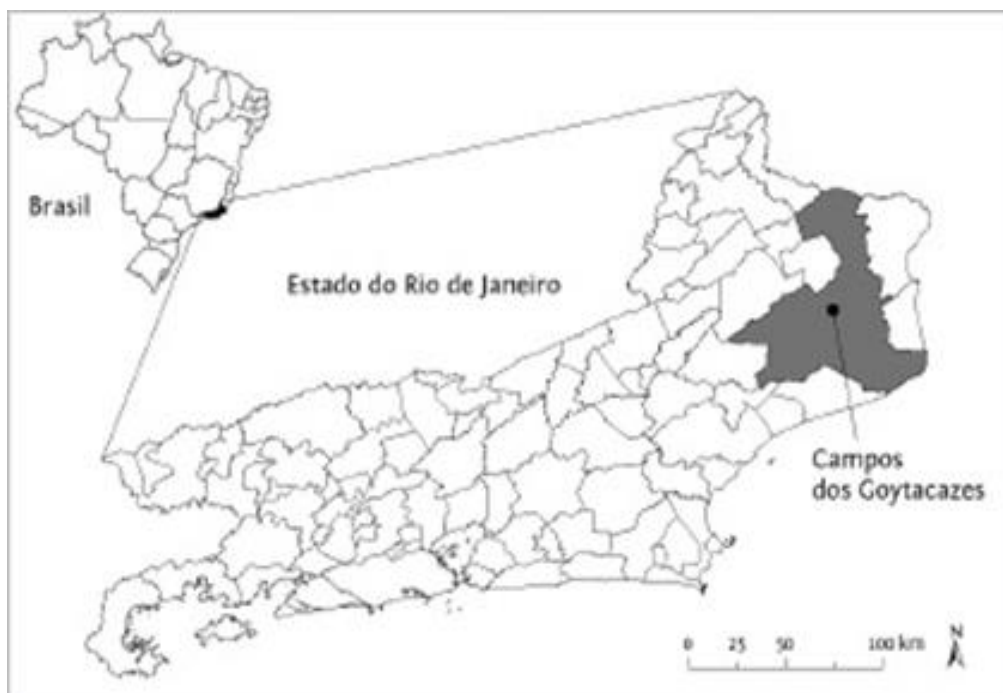 Brasil
Estado do Rio de Janeiro
Campos
dos Goytacazes
0 25 50 100 km
N